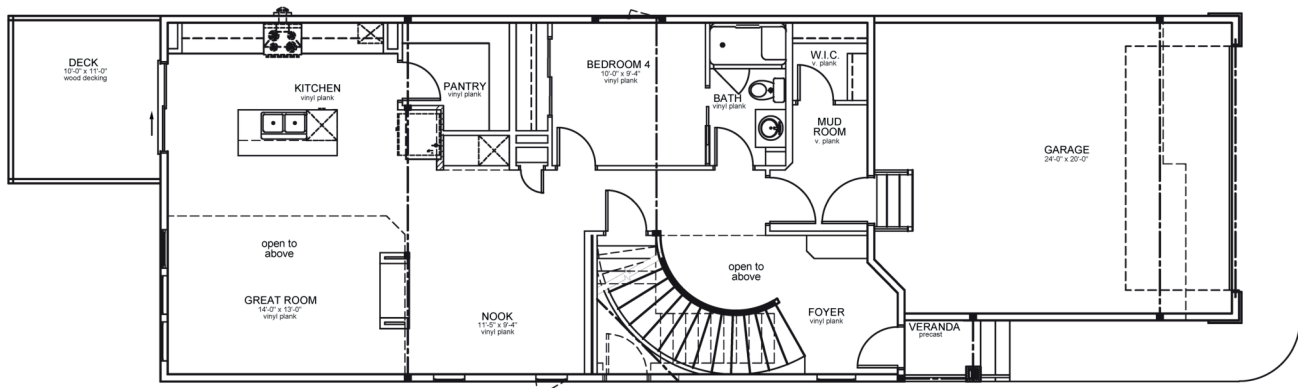 DECK
10'-0" x 11'-0"
wood decking
KITCHEN
vinyl plank
PANTRY
vinyl plank
BEDROOM 4
10'-0" x 9'-4"
vinyl plank
BATH
vinyl plank
W.I.C.
v. plank
MUD
ROOM
v. plank
GARAGE
24'-0" x 20'-0"
open to
above
GREAT ROOM
14'-0" x 13'-0"
vinyl plank
NOOK
11'-5" x 9'-4"
vinyl plank
open to
above
FOYER
vinyl plank
VERANDA
precast